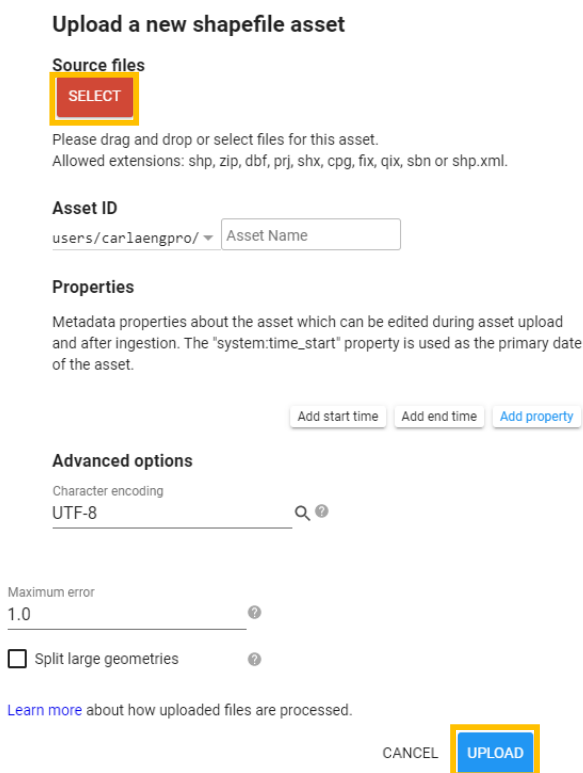 Upload a new shapefile asset
Source files
SELECT
Please drag and drop or select files for this asset.
Allowed extensions: shp, zip, dbf, prj, shx, cpg, fix, qix, sbn or shp.xml.
Asset ID
users/carlaengpro/ Asset Name
Properties
Metadata properties about the asset which can be edited during asset upload
and after ingestion. The "system:time_start" property is used as the primary date
of the asset.
Add start time Add end time Add property
Advanced options
Character encoding
UTF-8
Maximum error
1.0
Split large geometries
Learn more about how uploaded files are processed.
CANCEL UPLOAD